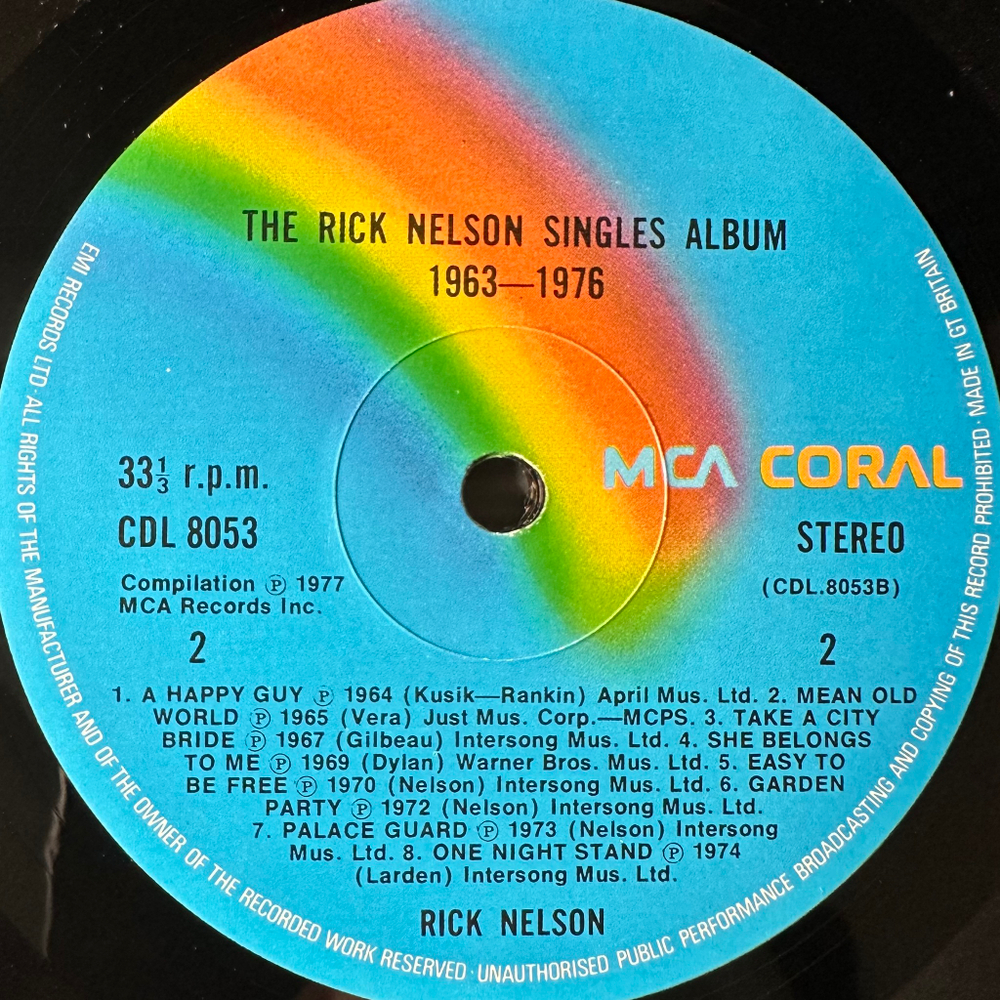 THE RICK NELSON SINGLES ALBUM
1963—1976
MCA CORAL
33⅓ r.p.m.
CDL 8053
STEREO
Compilation ℗ 1977
MCA Records Inc.
(CDL.8053B)
2
2
1. A HAPPY GUY ℗ 1964 (Kusik—Rankin) April Mus. Ltd. 2. MEAN OLD
WORLD ℗ 1965 (Vera) Just Mus. Corp.—MCPS. 3. TAKE A CITY
BRIDE ℗ 1967 (Gilbeau) Intersong Mus. Ltd. 4. SHE BELONGS
TO ME ℗ 1969 (Dylan) Warner Bros. Mus. Ltd. 5. EASY TO
BE FREE ℗ 1970 (Nelson) Intersong Mus. Ltd. 6. GARDEN
PARTY ℗ 1972 (Nelson) Intersong Mus. Ltd.
7. PALACE GUARD ℗ 1973 (Nelson) Intersong
Mus. Ltd. 8. ONE NIGHT STAND ℗ 1974
(Larden) Intersong Mus. Ltd.
RICK NELSON
EMI RECORDS LTD · ALL RIGHTS OF THE MANUFACTURER AND OF THE OWNER OF THE RECORDED WORK RESERVED · UNAUTHORISED PUBLIC PERFORMANCE BROADCASTING AND COPYING OF THIS RECORD PROHIBITED · MADE IN GT BRITAIN